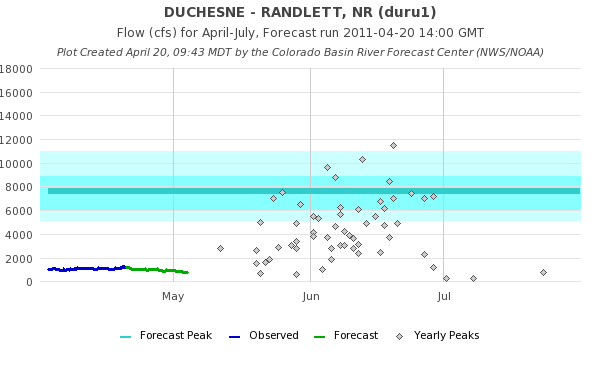 DUCHESNE - RANDLETT, NR (duru1)
Flow (cfs) for April-July, Forecast run 2011-04-20 14:00 GMT
Plot Created April 20, 09:43 MDT by the Colorado Basin River Forecast Center (NWS/NOAA)
18000
16000
14000
12000
10000
8000
6000
4000
2000
0
May Jun Jul
Forecast Peak Observed Forecast Yearly Peaks